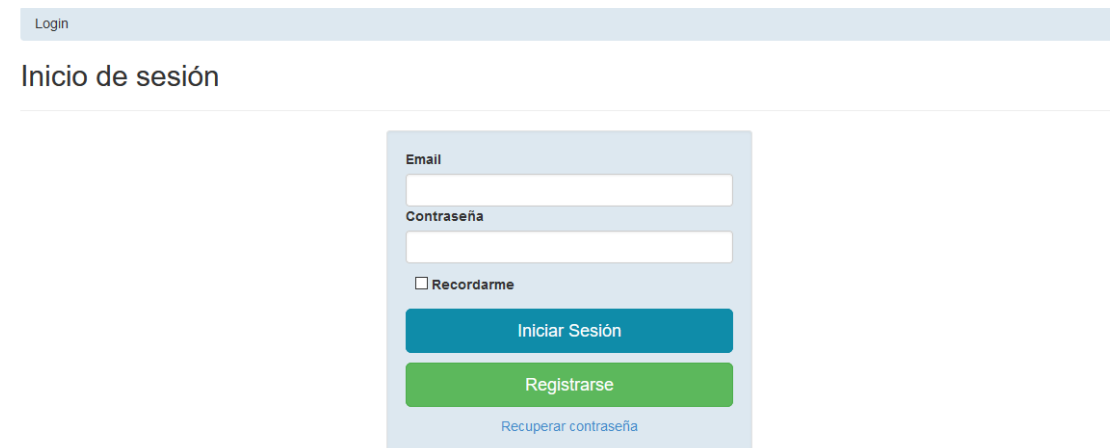 Login
Inicio de sesión
Email
Contraseña
Recordarme
Iniciar Sesión
Registrarse
Recuperar contraseña